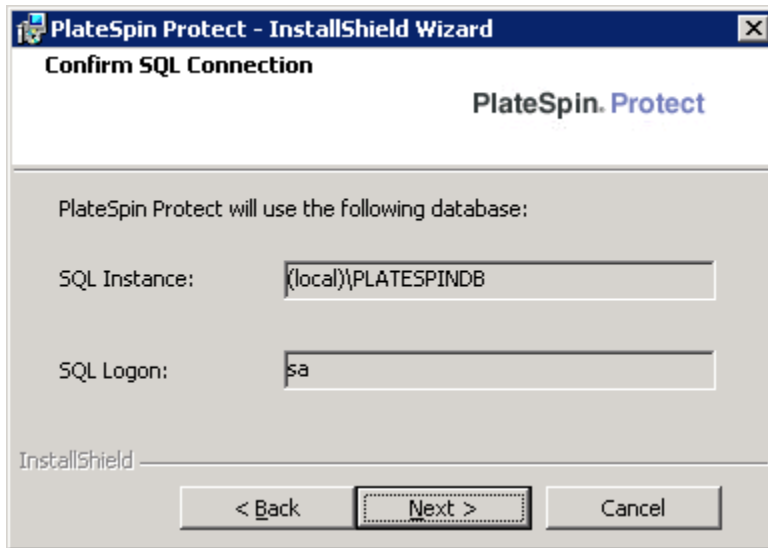 PlateSpin Protect - InstallShield Wizard
Confirm SQL Connection
PlateSpin. Protect
PlateSpin Protect will use the following database:
SQL Instance: (local)\PLATESPINDB
SQL Logon: sa
InstallShield
< Back Next > Cancel